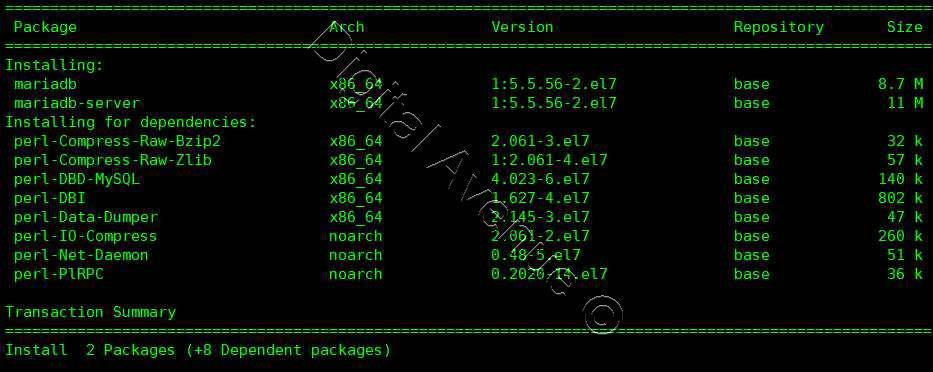 ================================================================================
Package Arch Version Repository Size
================================================================================
Installing:
mariadb x86_64 1:5.5.56-2.el7 base 8.7 M
mariadb-server x86_64 1:5.5.56-2.el7 base 11 M
Installing for dependencies:
perl-Compress-Raw-Bzip2 x86_64 2.061-3.el7 base 32 k
perl-Compress-Raw-Zlib x86_64 1:2.061-4.el7 base 57 k
perl-DBD-MySQL x86_64 4.023-6.el7 base 140 k
perl-DBI x86_64 1.627-4.el7 base 802 k
perl-Data-Dumper x86_64 2.145-3.el7 base 47 k
perl-IO-Compress noarch 2.061-2.el7 base 260 k
perl-Net-Daemon noarch 0.48-5.el7 base 51 k
perl-PlRPC noarch 0.2020-14.el7 base 36 k
Transaction Summary
================================================================================
Install 2 Packages (+8 Dependent packages)
Digital Avenue ©